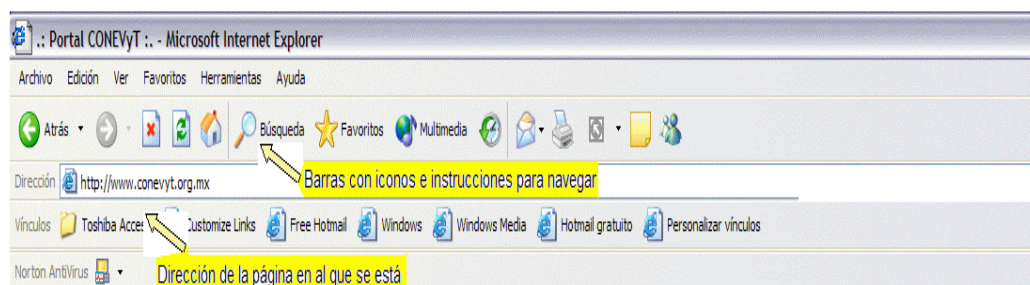 .: Portal CONEVyT :. - Microsoft Internet Explorer
Archivo Edición Ver Favoritos Herramientas Ayuda
Atrás Búsqueda Favoritos Multimedia
Barras con iconos e instrucciones para navegar
Dirección http://www.conevyt.org.mx
Vínculos Toshiba Acces Customize Links Free Hotmail Windows Windows Media Hotmail gratuito Personalizar vínculos
Norton AntiVirus
Dirección de la página en al que se está